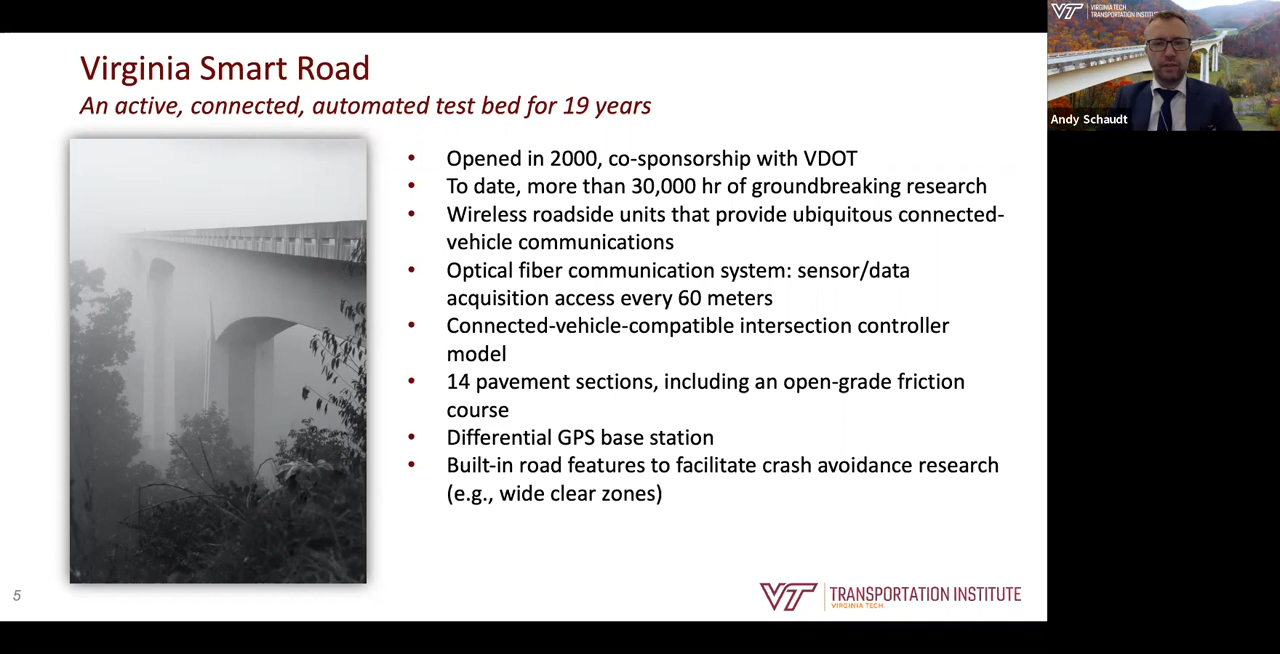 Virginia Smart Road
An active, connected, automated test bed for 19 years
• Opened in 2000, co-sponsorship with VDOT
• To date, more than 30,000 hr of groundbreaking research
• Wireless roadside units that provide ubiquitous connected-
vehicle communications
• Optical fiber communication system: sensor/data
acquisition access every 60 meters
• Connected-vehicle-compatible intersection controller
model
• 14 pavement sections, including an open-grade friction
course
• Differential GPS base station
• Built-in road features to facilitate crash avoidance research
(e.g., wide clear zones)
5
VT TRANSPORTATION INSTITUTE
VIRGINIA TECH.
VT VIRGINIA TECH
TRANSPORTATION INSTITUTE
Andy Schaudt